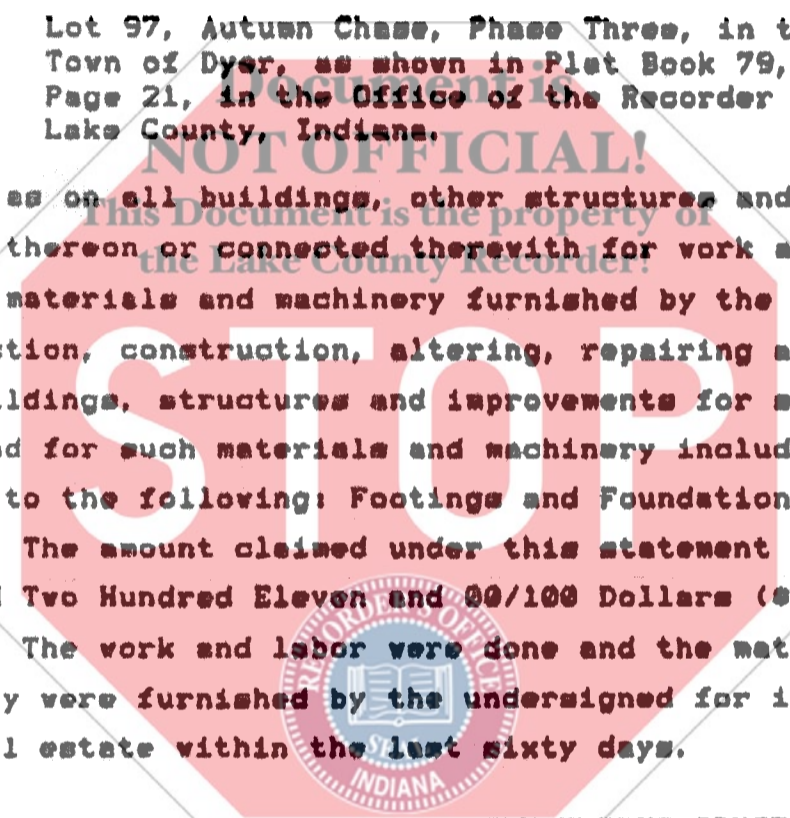 Lot 97, Autumn Chase, Phase Three, in t
Town of Dyer, as shown in Plat Book 79,
Page 21, in the Office of the Recorder
Lake County, Indiana.
Document is
NOT OFFICIAL!
This Document is the property of
the Lake County Recorder!
STOP
as on all buildings, other structures and
thereon or connected therewith for work a
materials and machinery furnished by the
tion, construction, altering, repairing a
ldings, structures and improvements for m
d for such materials and machinery includ
to the following: Footings and Foundation
The amount claimed under this statement
Two Hundred Eleven and 00/100 Dollars (
The work and labor were done and the mat
y were furnished by the undersigned for i
l estate within the last sixty days.
RECORDER'S OFFICE
SEAL
INDIANA